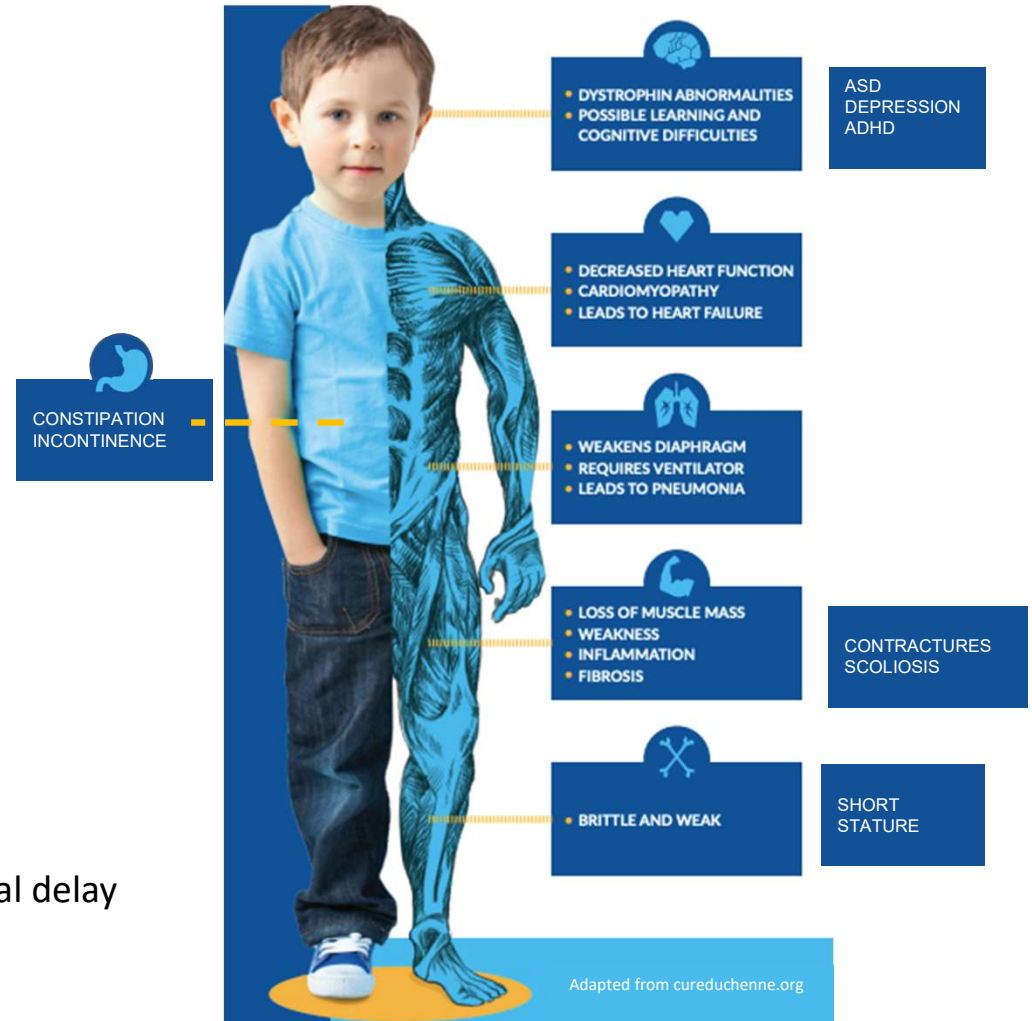 • DYSTROPHIN ABNORMALITIES
• POSSIBLE LEARNING AND
COGNITIVE DIFFICULTIES
ASD
DEPRESSION
ADHD
• DECREASED HEART FUNCTION
• CARDIOMYOPATHY
• LEADS TO HEART FAILURE
CONSTIPATION
INCONTINENCE
• WEAKENS DIAPHRAGM
• REQUIRES VENTILATOR
• LEADS TO PNEUMONIA
• LOSS OF MUSCLE MASS
• WEAKNESS
• INFLAMMATION
• FIBROSIS
CONTRACTURES
SCOLIOSIS
• BRITTLE AND WEAK
SHORT
STATURE
al delay
Adapted from cureduchenne.org